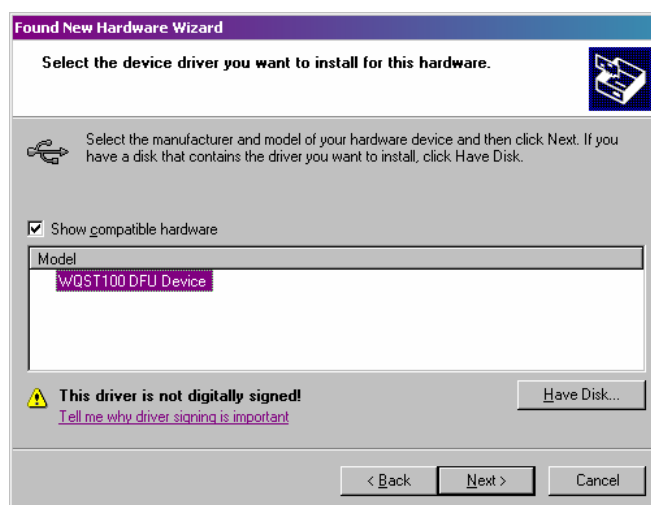 Found New Hardware Wizard
Select the device driver you want to install for this hardware.
Select the manufacturer and model of your hardware device and then click Next. If you
have a disk that contains the driver you want to install, click Have Disk.
Show compatible hardware
Model
WQST100 DFU Device
This driver is not digitally signed!
Have Disk...
Tell me why driver signing is important
< Back
Next >
Cancel